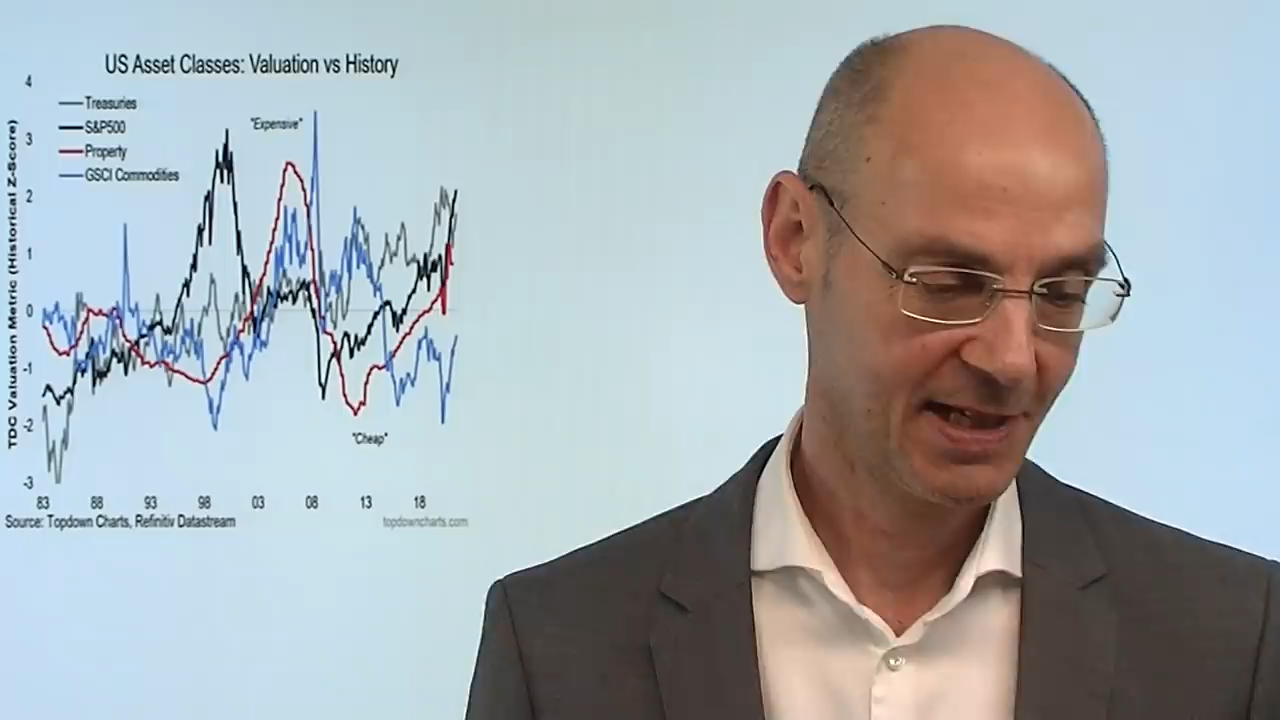 US Asset Classes: Valuation vs History
TDC Valuation Metric (Historical Z-Score)
4
3
2
1
0
-1
-2
-3
Treasuries
S&P500
Property
GSCI Commodities
"Expensive"
"Cheap"
83 88 93 98 03 08 13 18
Source: Topdown Charts, Refinitiv Datastream
topdowncharts.com